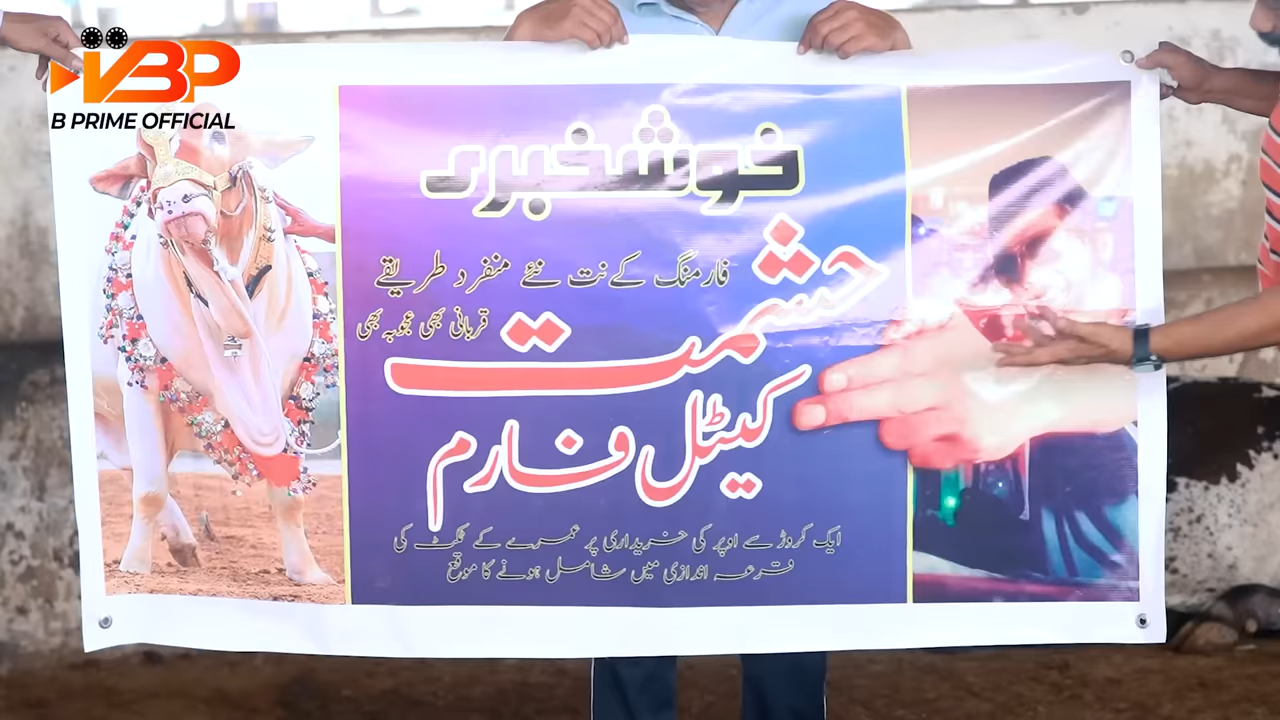 B PRIME OFFICIAL
خوشخبری
فارمنگ کے نت نئے منفرد طریقے
قربانی بھی عجوبہ بھی
حشمت
کیٹل فارم
ایک کروڑ سے اوپر کی خریداری پر عمرے کے ٹکٹ کی
قرعہ اندازی میں شامل ہونے کا موقع